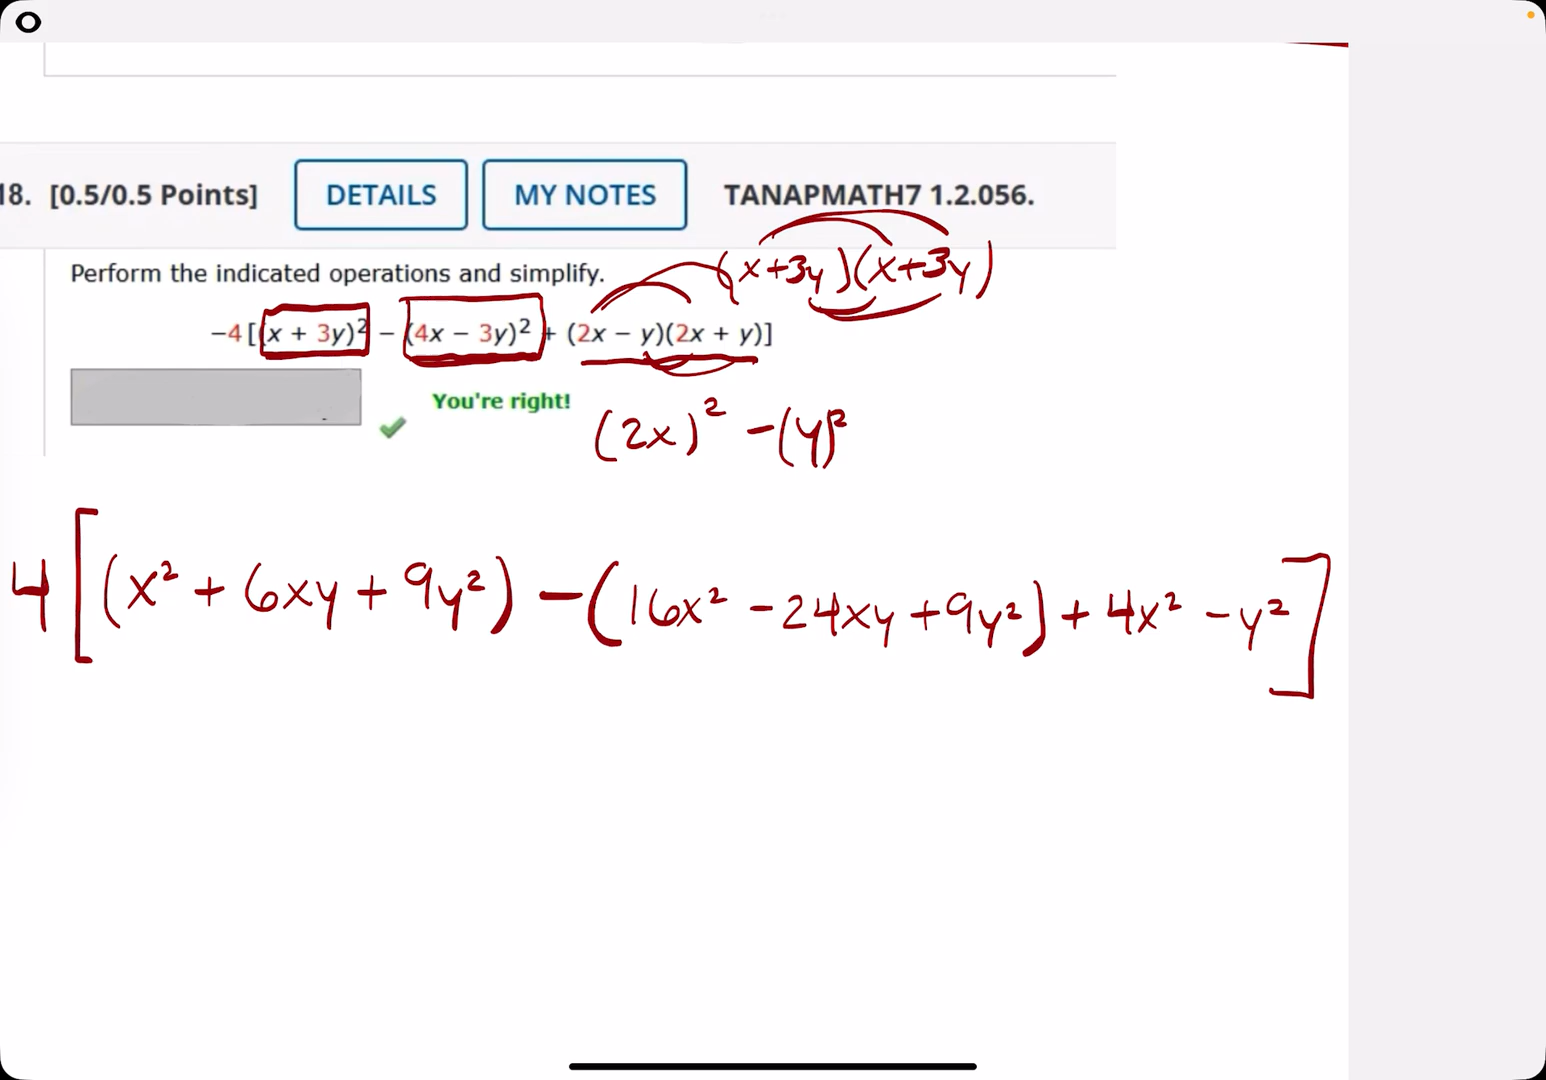 18. [0.5/0.5 Points] DETAILS MY NOTES TANAPMATH7 1.2.056.
(x+3y)(x+3y)
Perform the indicated operations and simplify.
−4[(x + 3y)² − (4x − 3y)² + (2x − y)(2x + y)]
You're right!
(2x)² −(y)²
4[(x² + 6xy + 9y²) −(16x² −24xy +9y²) + 4x² −y²]